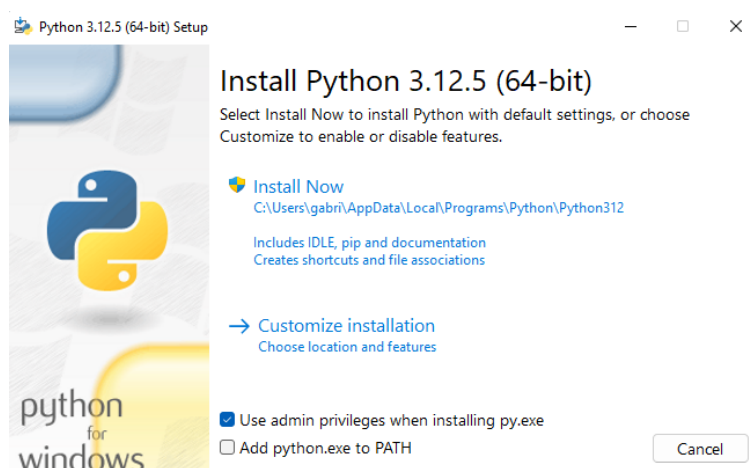 Python 3.12.5 (64-bit) Setup
Install Python 3.12.5 (64-bit)
Select Install Now to install Python with default settings, or choose
Customize to enable or disable features.
Install Now
C:\Users\gabri\AppData\Local\Programs\Python\Python312
Includes IDLE, pip and documentation
Creates shortcuts and file associations
Customize installation
Choose location and features
python
for
windows
Use admin privileges when installing py.exe
Add python.exe to PATH
Cancel